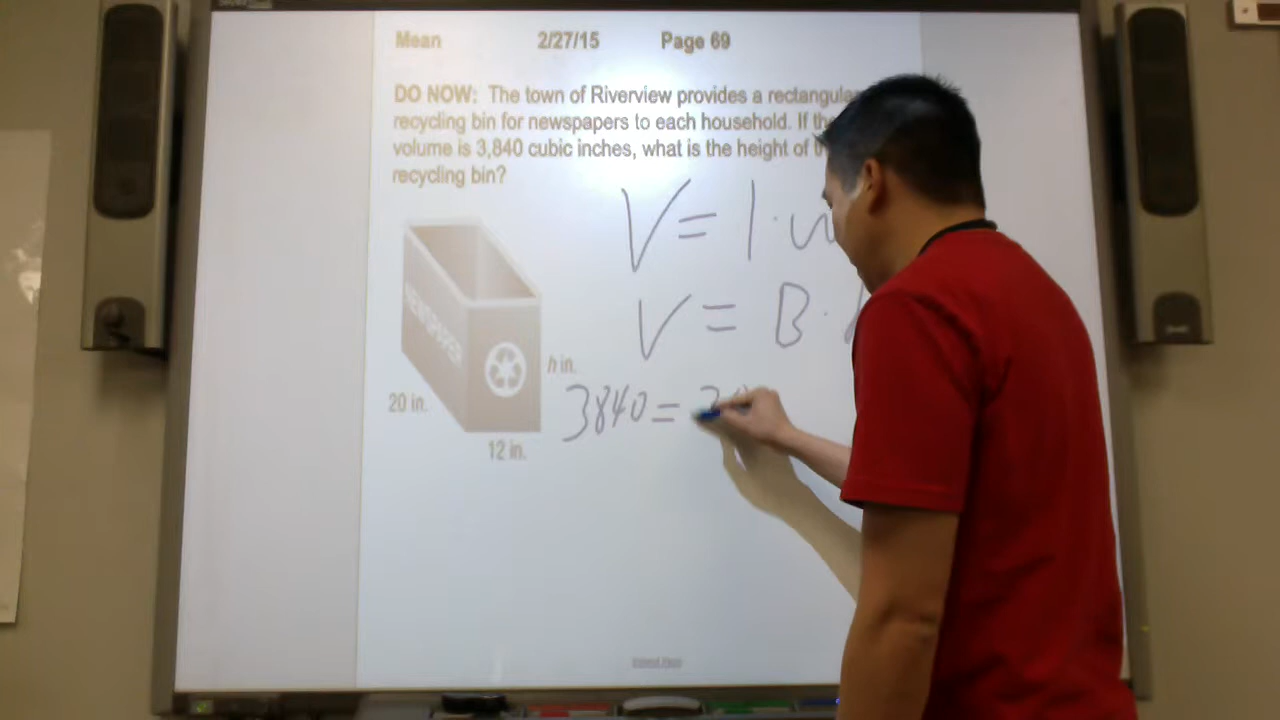 Mean 2/27/15 Page 69
DO NOW: The town of Riverview provides a rectangular
recycling bin for newspapers to each household. If the
volume is 3,840 cubic inches, what is the height of
recycling bin?
V = l · w
V = B ·
NEWSPAPER
h in.
3840 =
20 in.
12 in.